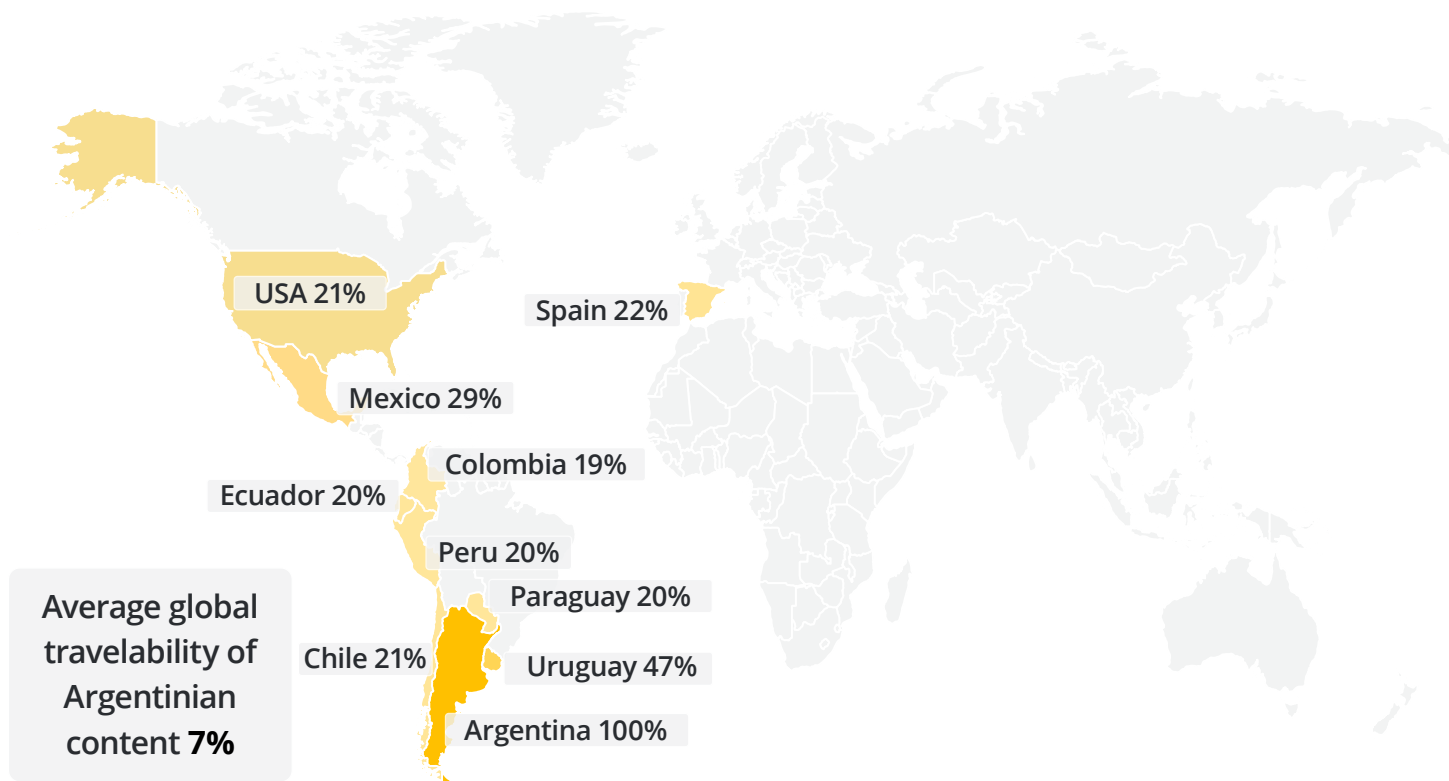 USA 21%
Spain 22%
Mexico 29%
Colombia 19%
Ecuador 20%
Peru 20%
Paraguay 20%
Chile 21%
Uruguay 47%
Argentina 100%
Average global
travelability of
Argentinian
content 7%